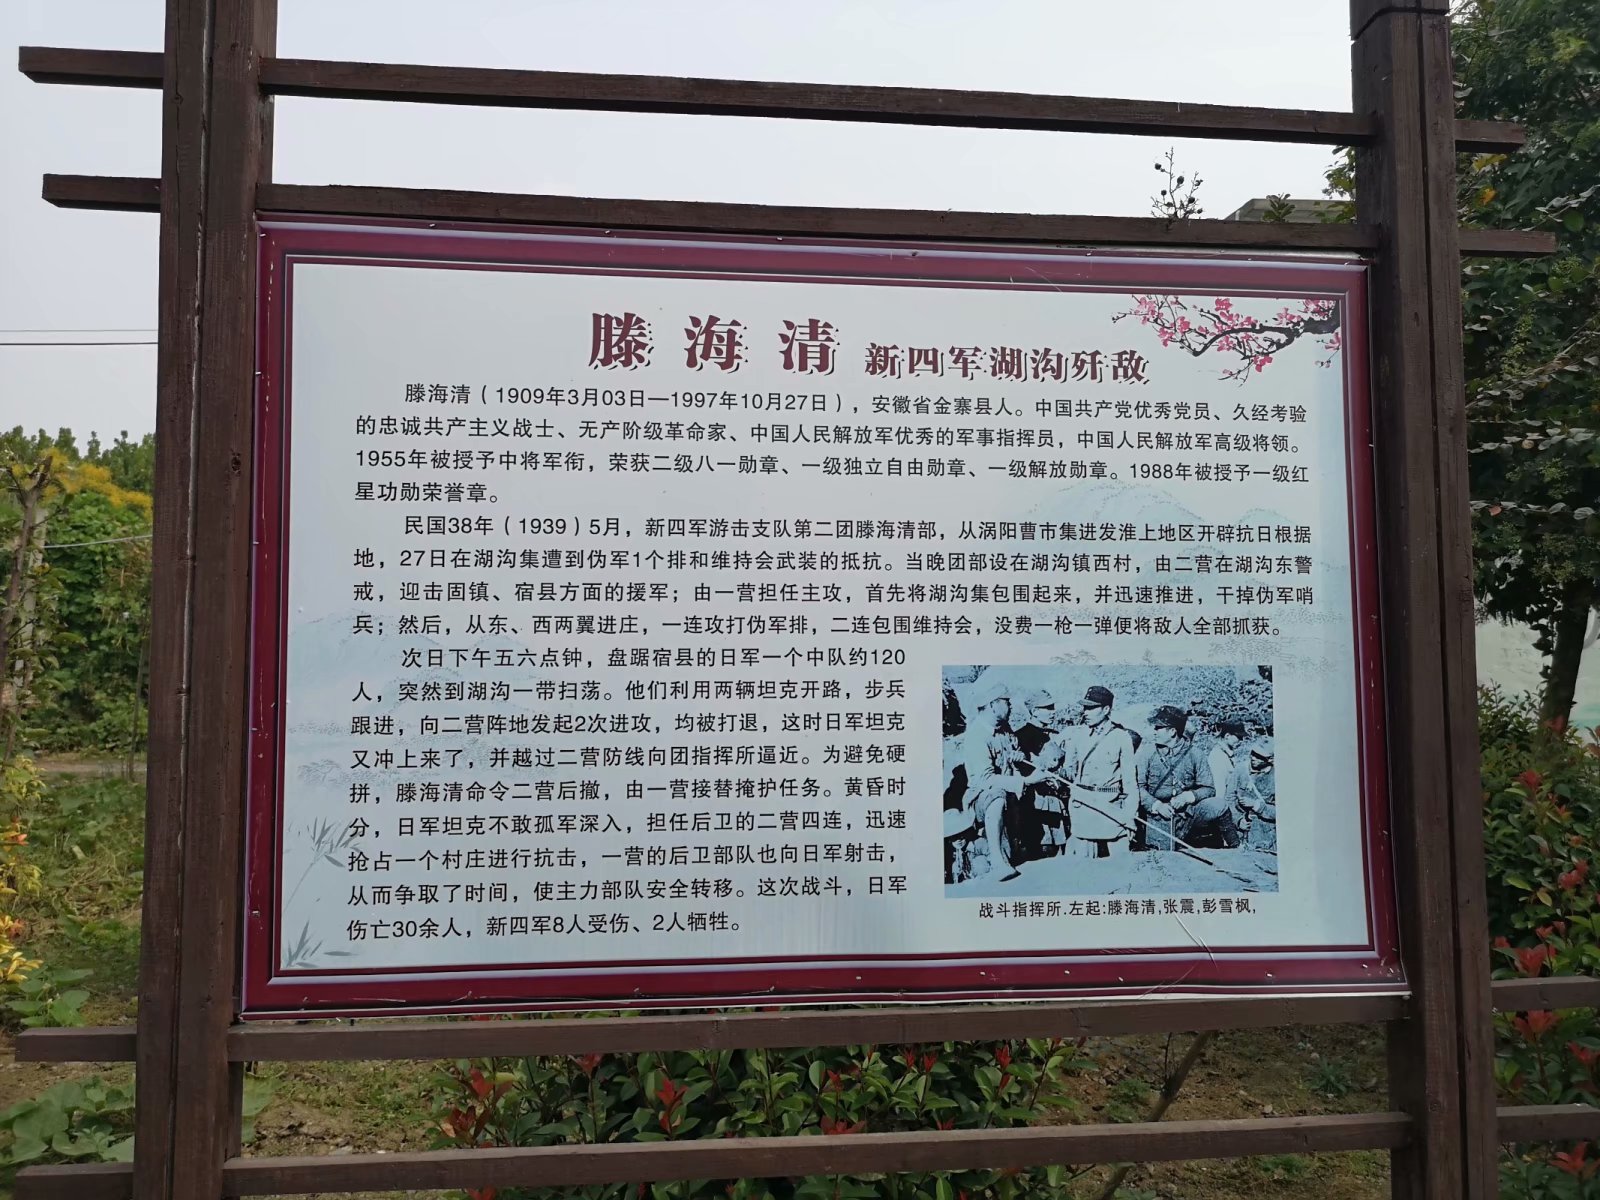 滕海清 新四军湖沟歼敌
滕海清（1909年3月03日—1997年10月27日），安徽省金寨县人。中国共产党优秀党员、久经考验
的忠诚共产主义战士、无产阶级革命家、中国人民解放军优秀的军事指挥员，中国人民解放军高级将领。
1955年被授予中将军衔，荣获二级八一勋章、一级独立自由勋章、一级解放勋章。1988年被授予一级红
星功勋荣誉章。
民国38年（1939）5月，新四军游击支队第二团滕海清部，从涡阳曹市集进发淮上地区开辟抗日根据
地，27日在湖沟集遭到伪军1个排和维持会武装的抵抗。当晚团部设在湖沟镇西村，由二营在湖沟东警
戒，迎击固镇、宿县方面的援军；由一营担任主攻，首先将湖沟集包围起来，并迅速推进，干掉伪军哨
兵；然后，从东、西两翼进庄，一连攻打伪军排，二连包围维持会，没费一枪一弹便将敌人全部抓获。
次日下午五六点钟，盘踞宿县的日军一个中队约120
人，突然到湖沟一带扫荡。他们利用两辆坦克开路，步兵
跟进，向二营阵地发起2次进攻，均被打退，这时日军坦克
又冲上来了，并越过二营防线向团指挥所逼近。为避免硬
拼，滕海清命令二营后撤，由一营接替掩护任务。黄昏时
分，日军坦克不敢孤军深入，担任后卫的二营四连，迅速
抢占一个村庄进行抗击，一营的后卫部队也向日军射击，
从而争取了时间，使主力部队安全转移。这次战斗，日军
伤亡30余人，新四军8人受伤、2人牺牲。
战斗指挥所.左起:滕海清,张震,彭雪枫,